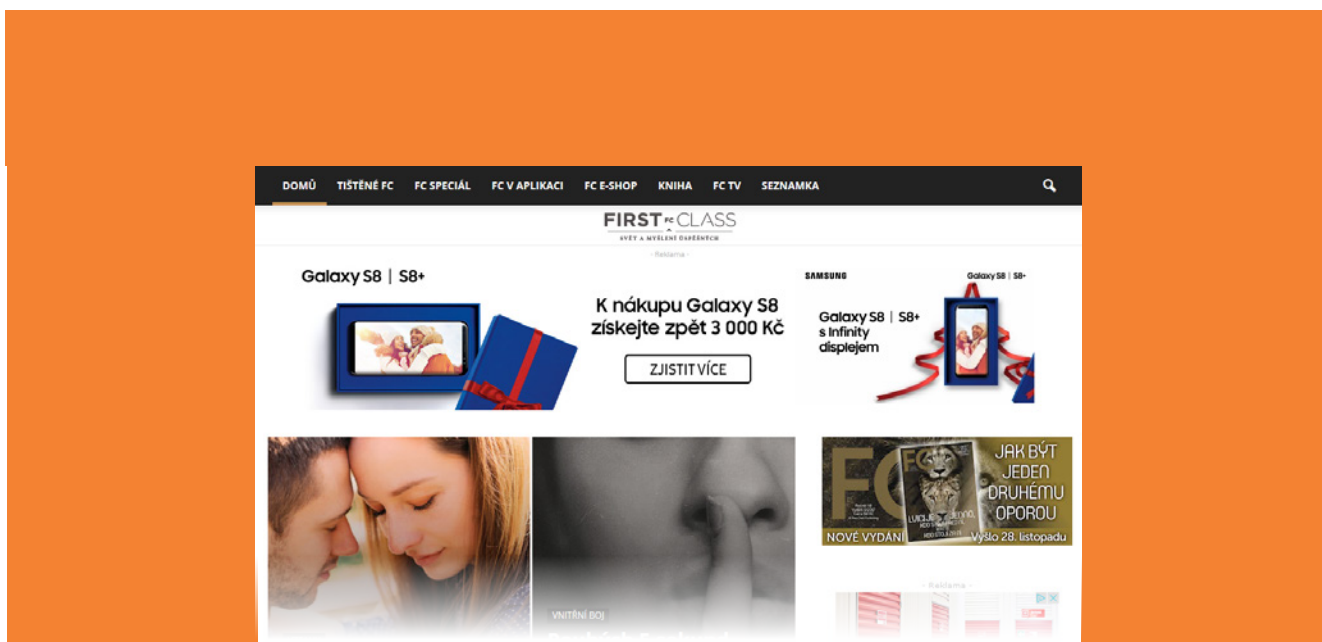 DOMŮ TIŠTĚNÉ FC FC SPECIÁL FC V APLIKACI FC E-SHOP KNIHA FC TV SEZNAMKA
FIRST FC CLASS
SVĚT A MYŠLENÍ ÚSPĚŠNÝCH
- Reklama -
Galaxy S8 | S8+
K nákupu Galaxy S8
získejte zpět 3 000 Kč
ZJISTIT VÍCE
SAMSUNG
Galaxy S8 | S8+
Galaxy S8 | S8+
s Infinity
displejem
FC
FC
JAK BÝT
JEDEN
DRUHÉMU
OPOROU
NOVÉ VYDÁNÍ
Vyšlo 28. listopadu
- Reklama -
VNITŘNÍ BOJ